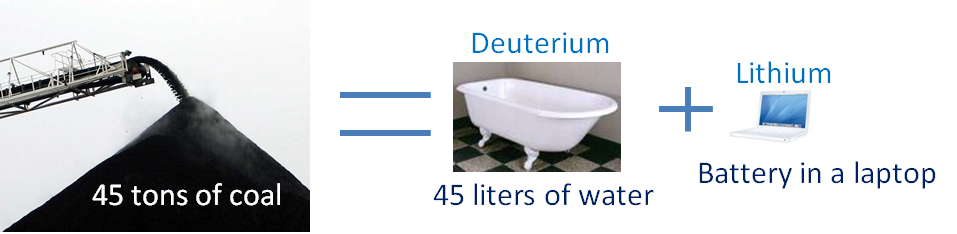 45 tons of coal
Deuterium
45 liters of water
Lithium
Battery in a laptop